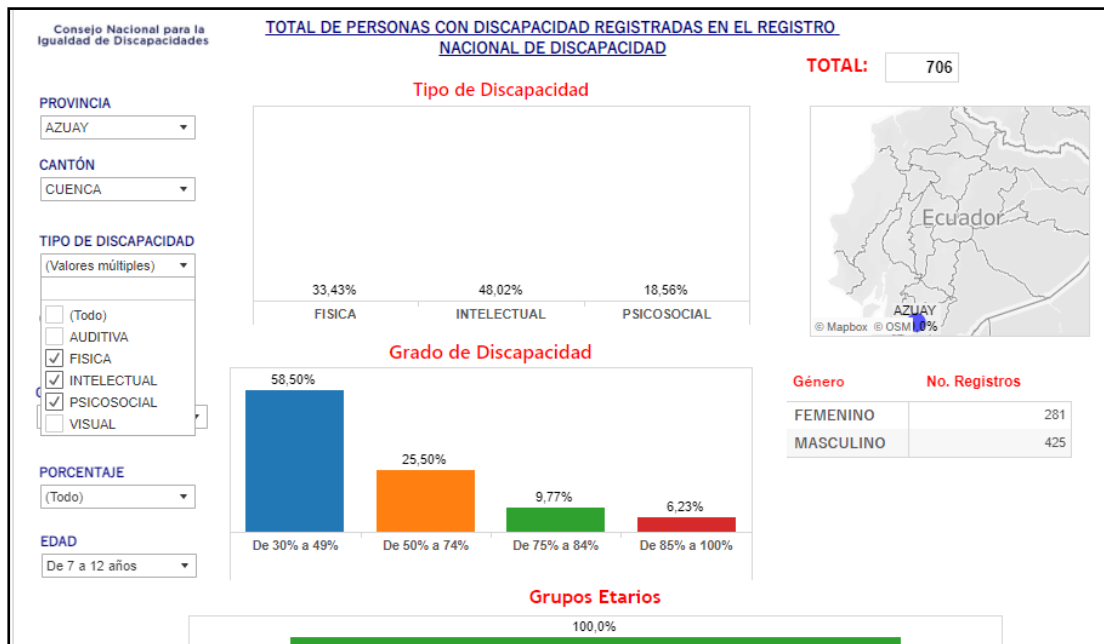 Consejo Nacional para la
Igualdad de Discapacidades
TOTAL DE PERSONAS CON DISCAPACIDAD REGISTRADAS EN EL REGISTRO
NACIONAL DE DISCAPACIDAD
TOTAL: 706
PROVINCIA
AZUAY
CANTÓN
CUENCA
TIPO DE DISCAPACIDAD
(Valores múltiples)
(Todo)
AUDITIVA
FISICA
INTELECTUAL
PSICOSOCIAL
VISUAL
PORCENTAJE
(Todo)
EDAD
De 7 a 12 años
Tipo de Discapacidad
33,43% 48,02% 18,56%
FISICA INTELECTUAL PSICOSOCIAL
Ecuador
AZUAY
© Mapbox © OSM
Grado de Discapacidad
58,50%
25,50%
9,77%
6,23%
De 30% a 49% De 50% a 74% De 75% a 84% De 85% a 100%
Género No. Registros
FEMENINO 281
MASCULINO 425
Grupos Etarios
100,0%